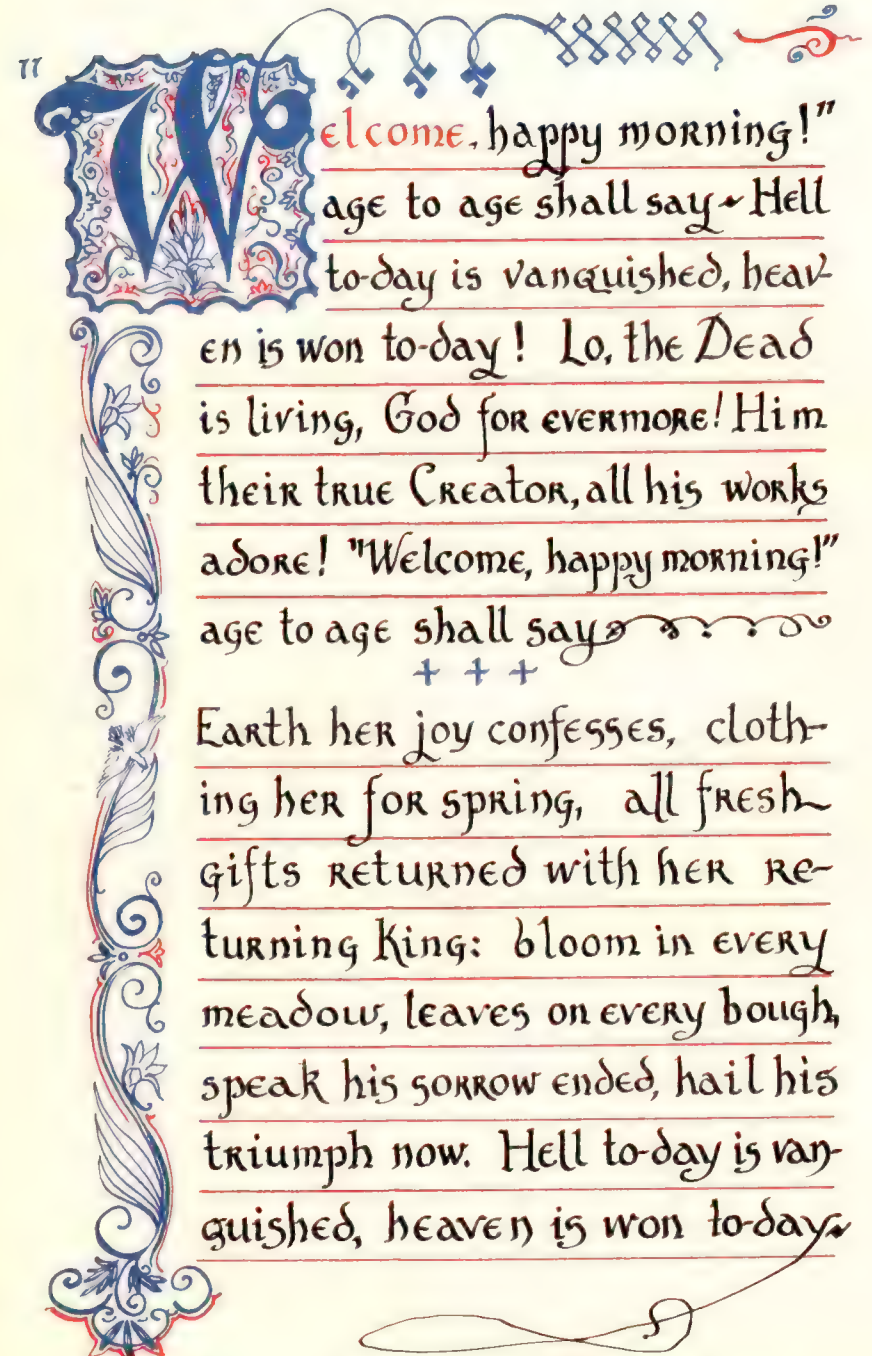 "Welcome, happy morning!"
age to age shall say ~ Hell
to-day is vanquished, heav-
en is won to-day! Lo, the Dead
is living, God for evermore! Him
their true Creator, all his works
adore! "Welcome, happy morning!"
age to age shall say
+ + +
Earth her joy confesses, cloth-
ing her for spring, all fresh
gifts returned with her re-
turning King: bloom in every
meadow, leaves on every bough,
speak his sorrow ended, hail his
triumph now. Hell to-day is van-
guished, heaven is won to-day~